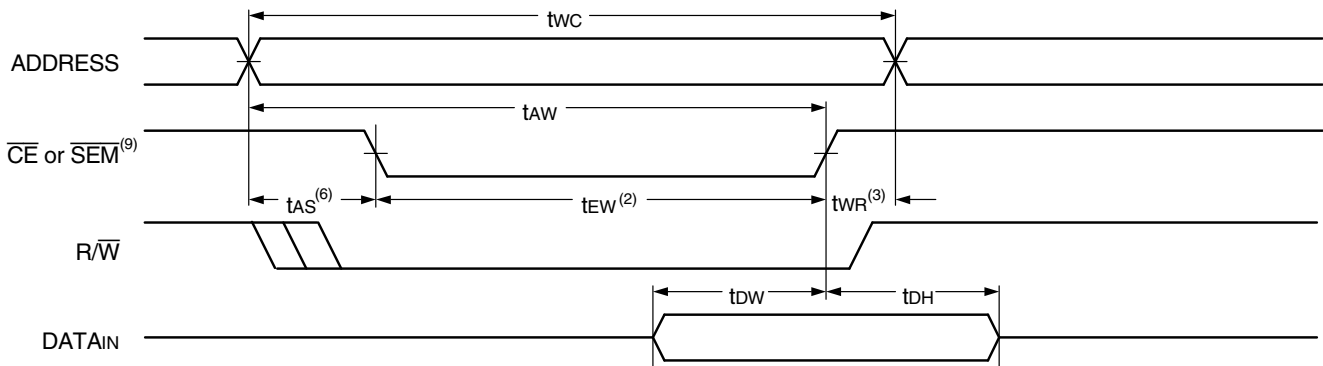 tWC
ADDRESS
tAW
CE or SEM(9)
tAS(6) tEW(2) tWR(3)
R/W
tDW tDH
DATAIN